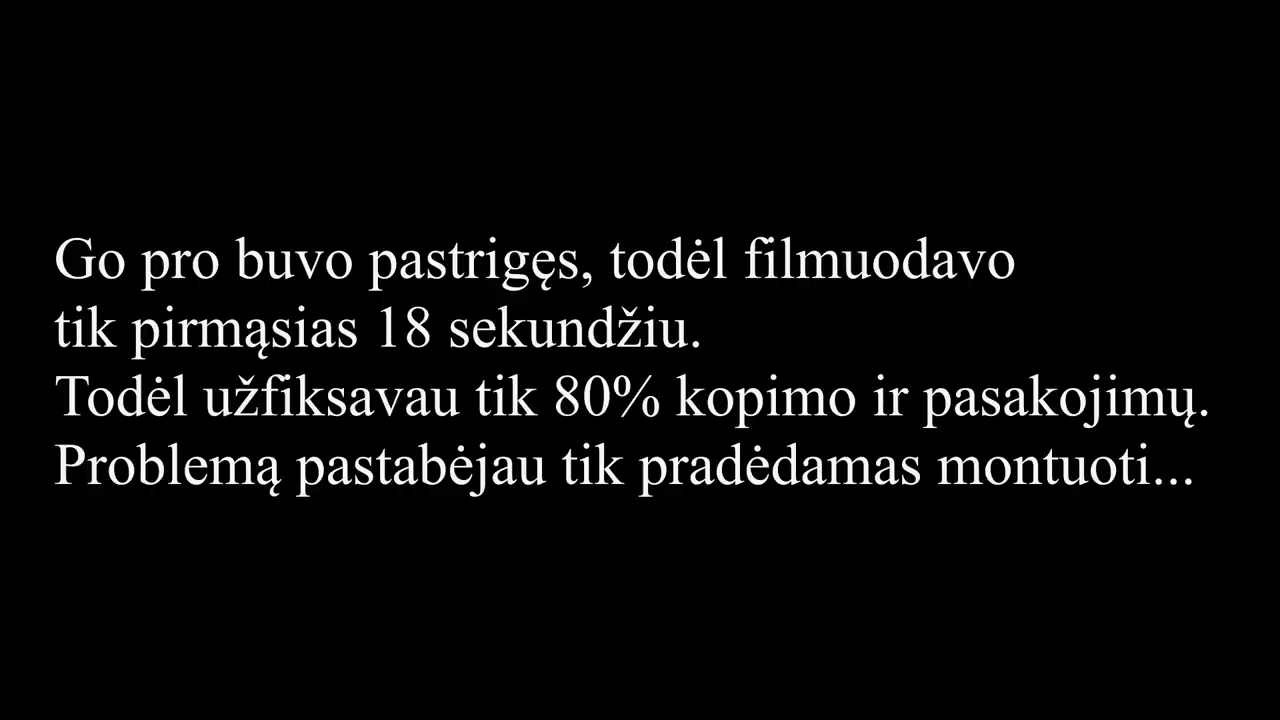 Go pro buvo pastrigęs, todėl filmuodavo
tik pirmąsias 18 sekundžiu.
Todėl užfiksavau tik 80% kopimo ir pasakojimų.
Problemą pastabėjau tik pradėdamas montuoti...